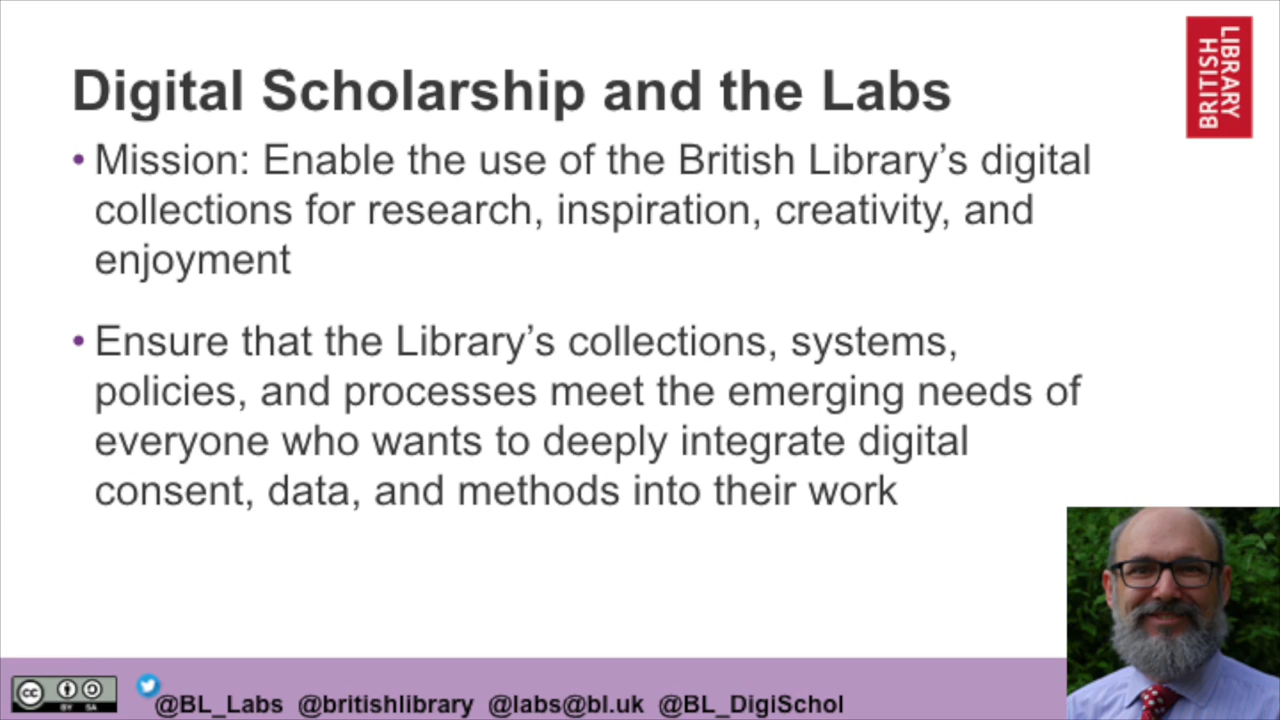 Digital Scholarship and the Labs
LIBRARY
BRITISH
• Mission: Enable the use of the British Library’s digital
collections for research, inspiration, creativity, and
enjoyment
• Ensure that the Library’s collections, systems,
policies, and processes meet the emerging needs of
everyone who wants to deeply integrate digital
consent, data, and methods into their work
cc BY SA
@BL_Labs @britishlibrary @labs@bl.uk @BL_DigiSchol